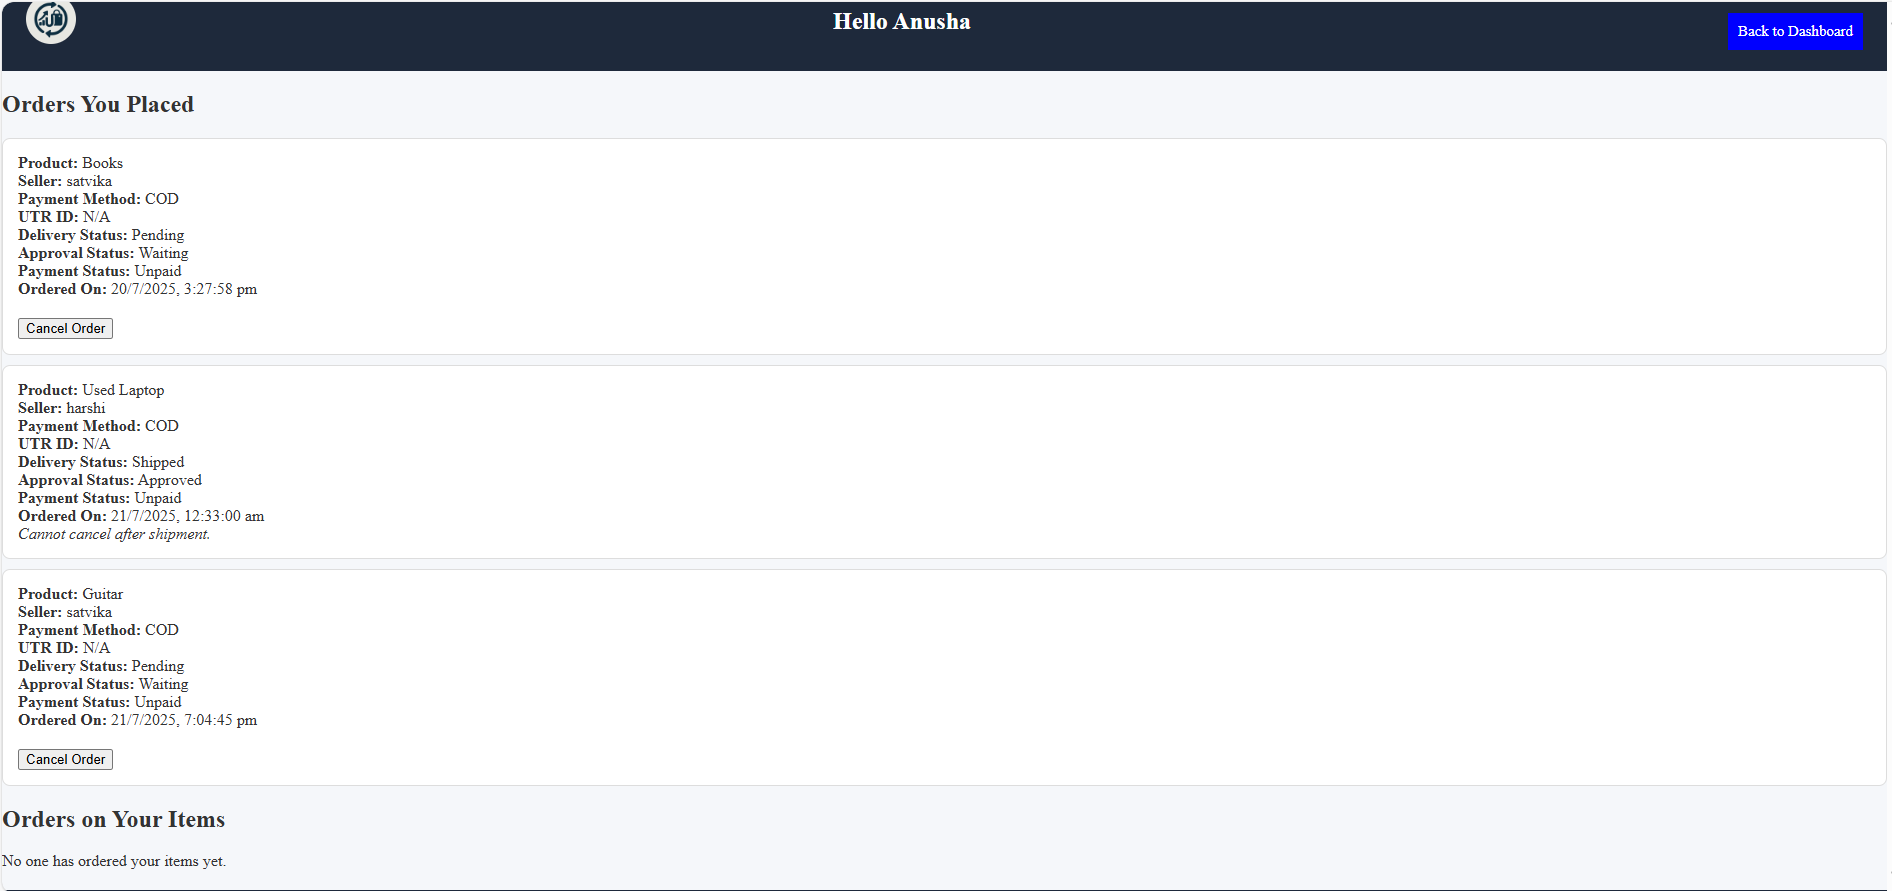 Hello Anusha
Back to Dashboard
Orders You Placed
Product: Books
Seller: satvika
Payment Method: COD
UTR ID: N/A
Delivery Status: Pending
Approval Status: Waiting
Payment Status: Unpaid
Ordered On: 20/7/2025, 3:27:58 pm
Cancel Order
Product: Used Laptop
Seller: harshi
Payment Method: COD
UTR ID: N/A
Delivery Status: Shipped
Approval Status: Approved
Payment Status: Unpaid
Ordered On: 21/7/2025, 12:33:00 am
Cannot cancel after shipment.
Product: Guitar
Seller: satvika
Payment Method: COD
UTR ID: N/A
Delivery Status: Pending
Approval Status: Waiting
Payment Status: Unpaid
Ordered On: 21/7/2025, 7:04:45 pm
Cancel Order
Orders on Your Items
No one has ordered your items yet.